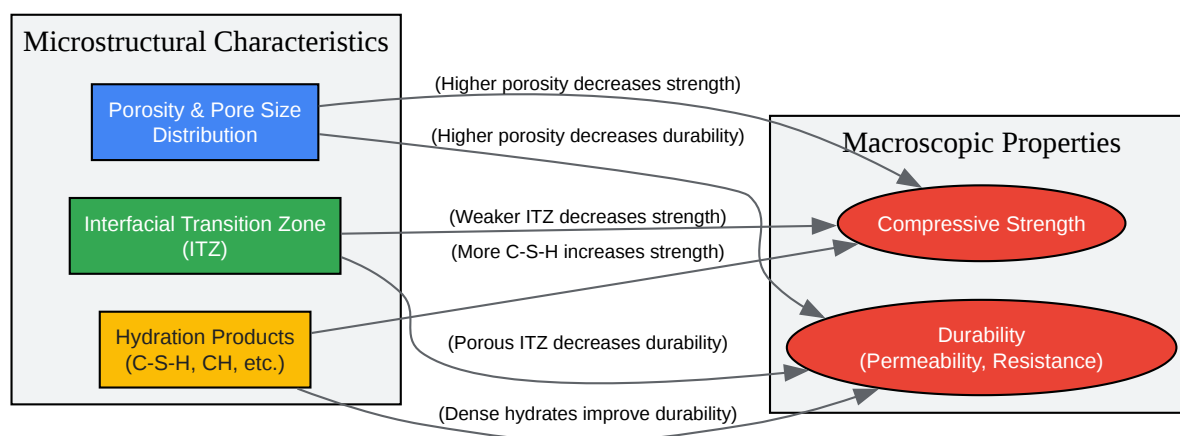 Microstructural Characteristics
Porosity & Pore Size
Distribution
Interfacial Transition Zone
(ITZ)
Hydration Products
(C-S-H, CH, etc.)
(Higher porosity decreases strength)
(Higher porosity decreases durability)
(Weaker ITZ decreases strength)
(More C-S-H increases strength)
(Porous ITZ decreases durability)
(Dense hydrates improve durability)
Macroscopic Properties
Compressive Strength
Durability
(Permeability, Resistance)